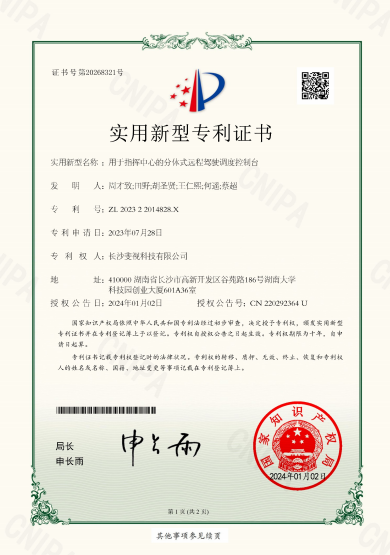 证书号第20268321号
实用新型专利证书
实用新型名称：用于指挥中心的分体式远程驾驶调度控制台
发明人：周才致;田野;胡圣贤;王仁熙;何遥;蔡超
专利号：ZL 2023 2 2014828.X
专利申请日：2023年07月28日
专利权人：长沙斐视科技有限公司
地址：410000 湖南省长沙市高新开发区谷苑路186号湖南大学
科技园创业大厦601A36室
授权公告日：2024年01月02日 授权公告号：CN 220292364 U
国家知识产权局依照中华人民共和国专利法经过初步审查，决定授予专利权，颁发实用新型
专利证书并在专利登记簿上予以登记。专利权自授权公告之日起生效。专利权期限为十年，自申
请日起算。
专利证书记载专利权登记时的法律状况。专利权的转移、质押、无效、终止、恢复和专利权
人的姓名或名称、国籍、地址变更等事项记载在专利登记簿上。
局长
申长雨
申长雨
国家知识产权局
2024年01月02日
第 1 页 (共 2 页)
其他事项参见续页
CNIPA